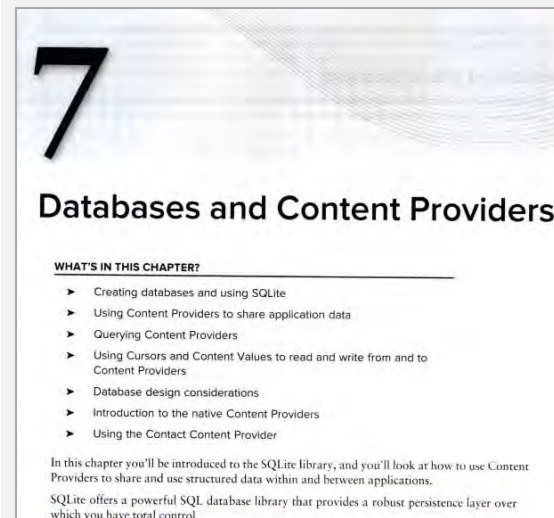 7
Databases and Content Providers
WHAT'S IN THIS CHAPTER?
➤ Creating databases and using SQLite
➤ Using Content Providers to share application data
➤ Querying Content Providers
➤ Using Cursors and Content Values to read and write from and to
Content Providers
➤ Database design considerations
➤ Introduction to the native Content Providers
➤ Using the Contact Content Provider
In this chapter you'll be introduced to the SQLite library, and you'll look at how to use Content
Providers to share and use structured data within and between applications.
SQLite offers a powerful SQL database library that provides a robust persistence layer over
which you have total control.